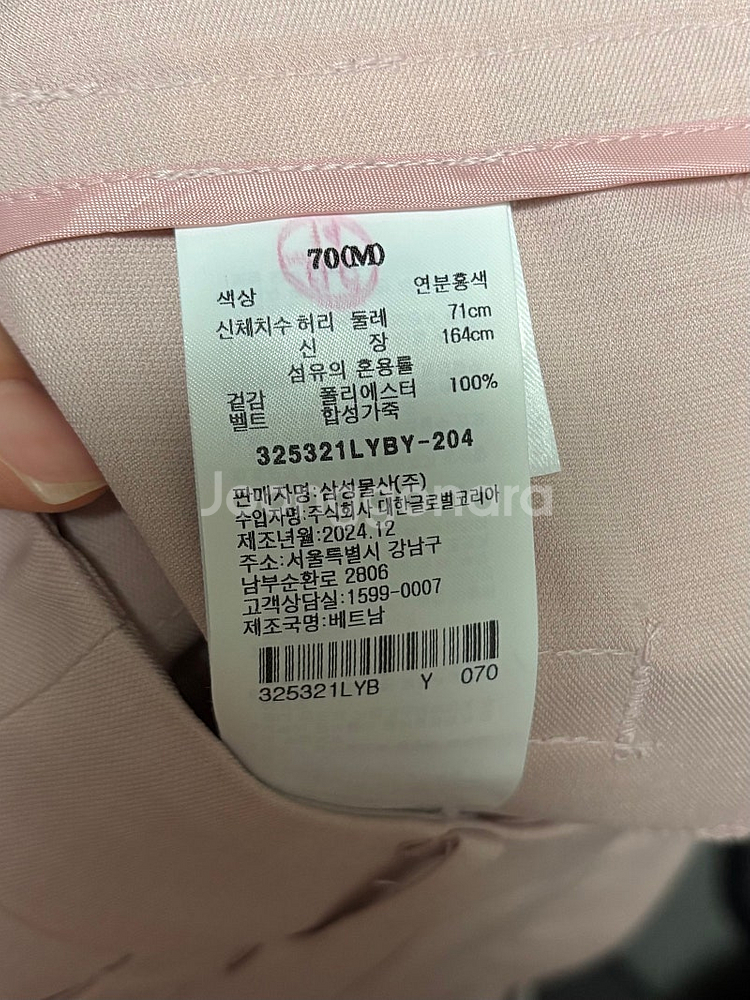 70(M)
색상 연분홍색
신체치수 허리 둘레 71cm
신 장 164cm
섬유의 혼용률
겉감 폴리에스터 100%
벨트 합성가죽
325321LYBY-204
판매자명:삼성물산(주)
수입자명:주식회사 대한글로벌코리아
제조년월:2024.12
주소:서울특별시 강남구
남부순환로 2806
고객상담실:1599-0007
제조국명:베트남
325321LYB Y 070
Joonggonara